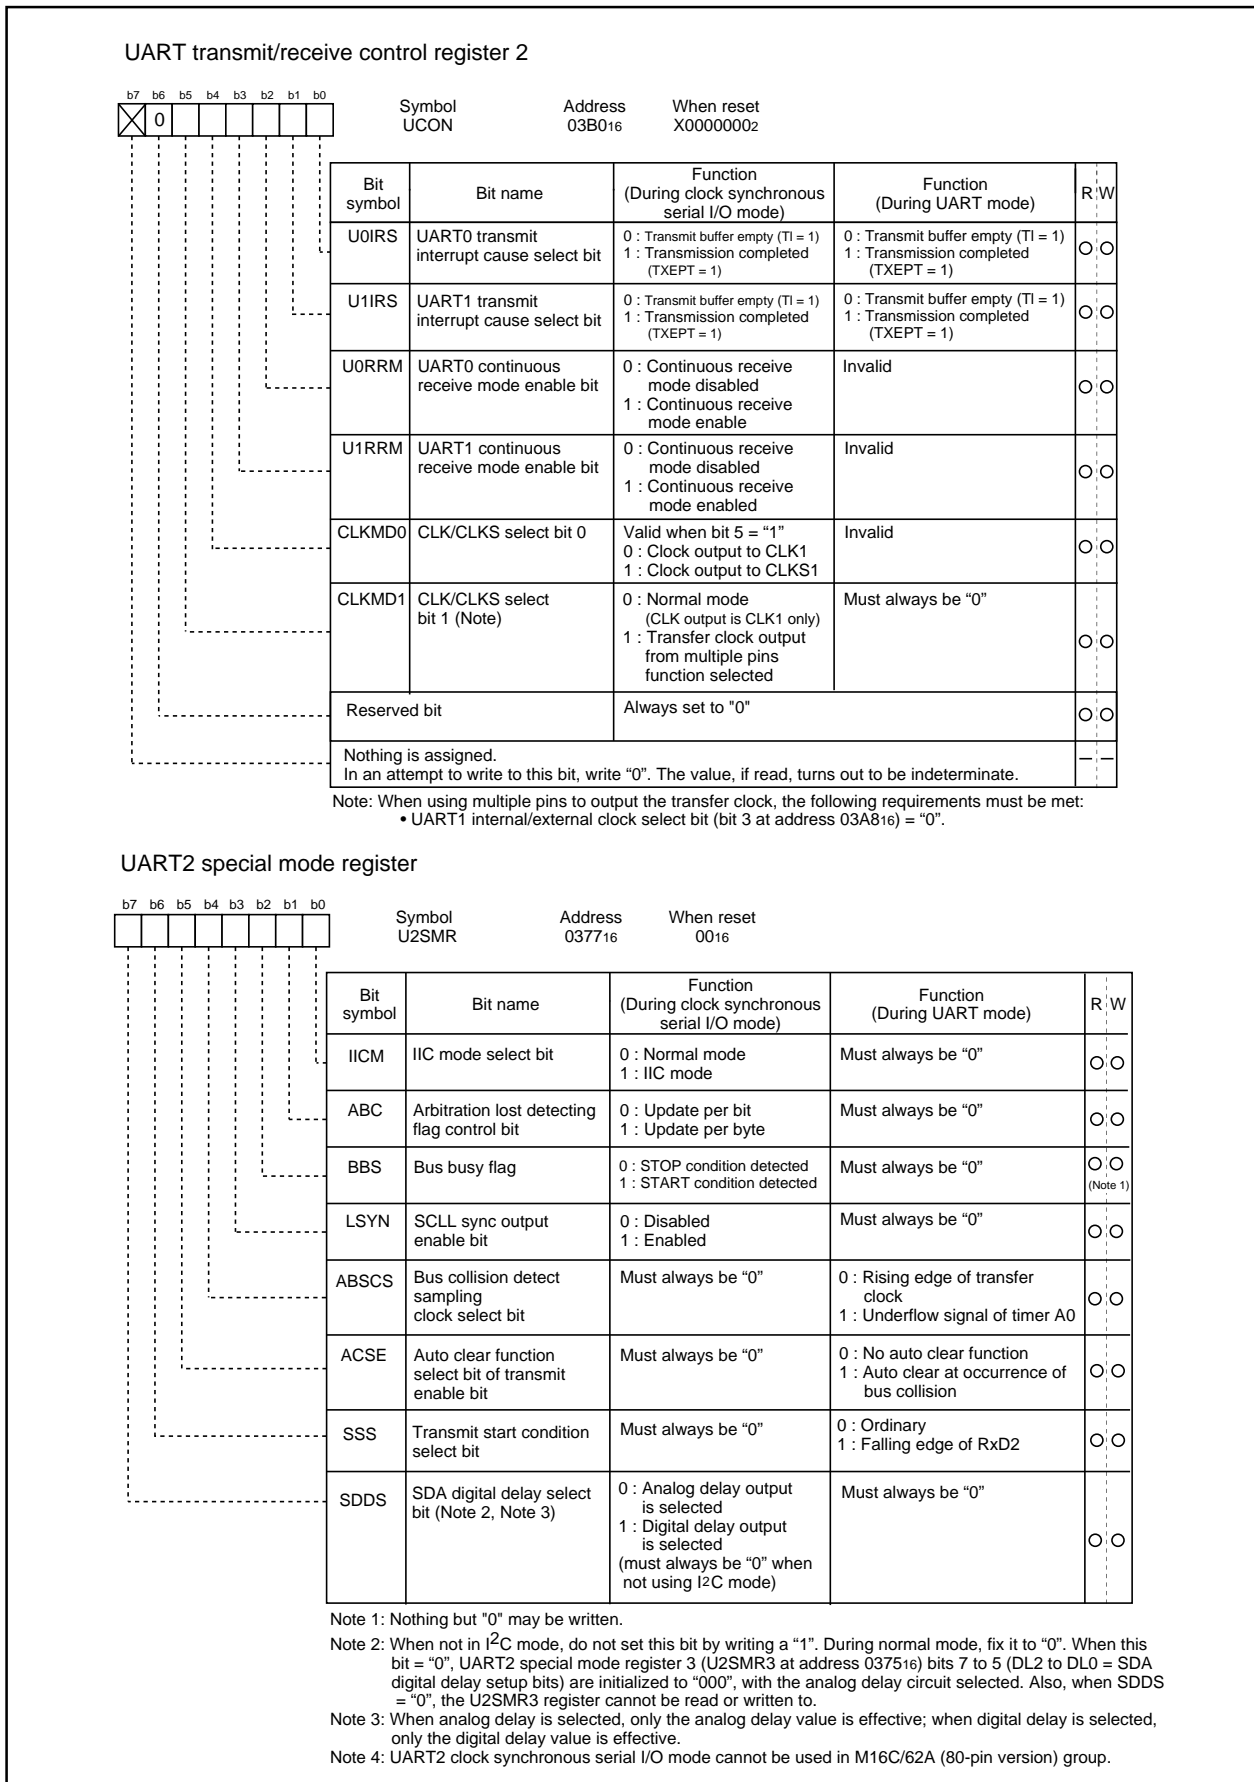 UART transmit/receive control register 2
b7 b6 b5 b4 b3 b2 b1 b0
0
Symbol Address When reset
UCON 03B016 X00000002
Bit symbol Bit name Function (During clock synchronous serial I/O mode) Function (During UART mode) R W
U0IRS UART0 transmit interrupt cause select bit
0 : Transmit buffer empty (TI = 1)
1 : Transmission completed
(TXEPT = 1)
0 : Transmit buffer empty (TI = 1)
1 : Transmission completed
(TXEPT = 1)
U1IRS UART1 transmit interrupt cause select bit
0 : Transmit buffer empty (TI = 1)
1 : Transmission completed
(TXEPT = 1)
0 : Transmit buffer empty (TI = 1)
1 : Transmission completed
(TXEPT = 1)
U0RRM UART0 continuous receive mode enable bit
0 : Continuous receive
mode disabled
1 : Continuous receive
mode enable
Invalid
U1RRM UART1 continuous receive mode enable bit
0 : Continuous receive
mode disabled
1 : Continuous receive
mode enabled
Invalid
CLKMD0 CLK/CLKS select bit 0
Valid when bit 5 = “1”
0 : Clock output to CLK1
1 : Clock output to CLKS1
Invalid
CLKMD1 CLK/CLKS select bit 1 (Note)
0 : Normal mode
(CLK output is CLK1 only)
1 : Transfer clock output
from multiple pins
function selected
Must always be “0”
Reserved bit Always set to "0"
Nothing is assigned.
In an attempt to write to this bit, write “0”. The value, if read, turns out to be indeterminate.
Note: When using multiple pins to output the transfer clock, the following requirements must be met:
• UART1 internal/external clock select bit (bit 3 at address 03A816) = “0”.
UART2 special mode register
b7 b6 b5 b4 b3 b2 b1 b0
Symbol Address When reset
U2SMR 037716 0016
Bit symbol Bit name Function (During clock synchronous serial I/O mode) Function (During UART mode) R W
IICM IIC mode select bit
0 : Normal mode
1 : IIC mode
Must always be “0”
ABC Arbitration lost detecting flag control bit
0 : Update per bit
1 : Update per byte
Must always be “0”
BBS Bus busy flag
0 : STOP condition detected
1 : START condition detected
Must always be “0”
(Note 1)
LSYN SCLL sync output enable bit
0 : Disabled
1 : Enabled
Must always be “0”
ABSCS Bus collision detect sampling clock select bit
Must always be “0”
0 : Rising edge of transfer
clock
1 : Underflow signal of timer A0
ACSE Auto clear function select bit of transmit enable bit
Must always be “0”
0 : No auto clear function
1 : Auto clear at occurrence of
bus collision
SSS Transmit start condition select bit
Must always be “0”
0 : Ordinary
1 : Falling edge of RxD2
SDDS SDA digital delay select bit (Note 2, Note 3)
0 : Analog delay output
is selected
1 : Digital delay output
is selected
(must always be “0” when
not using I2C mode)
Must always be “0”
Note 1: Nothing but "0" may be written.
Note 2: When not in I2C mode, do not set this bit by writing a “1”. During normal mode, fix it to “0”. When this
bit = “0”, UART2 special mode register 3 (U2SMR3 at address 037516) bits 7 to 5 (DL2 to DL0 = SDA
digital delay setup bits) are initialized to “000”, with the analog delay circuit selected. Also, when SDDS
= “0”, the U2SMR3 register cannot be read or written to.
Note 3: When analog delay is selected, only the analog delay value is effective; when digital delay is selected,
only the digital delay value is effective.
Note 4: UART2 clock synchronous serial I/O mode cannot be used in M16C/62A (80-pin version) group.